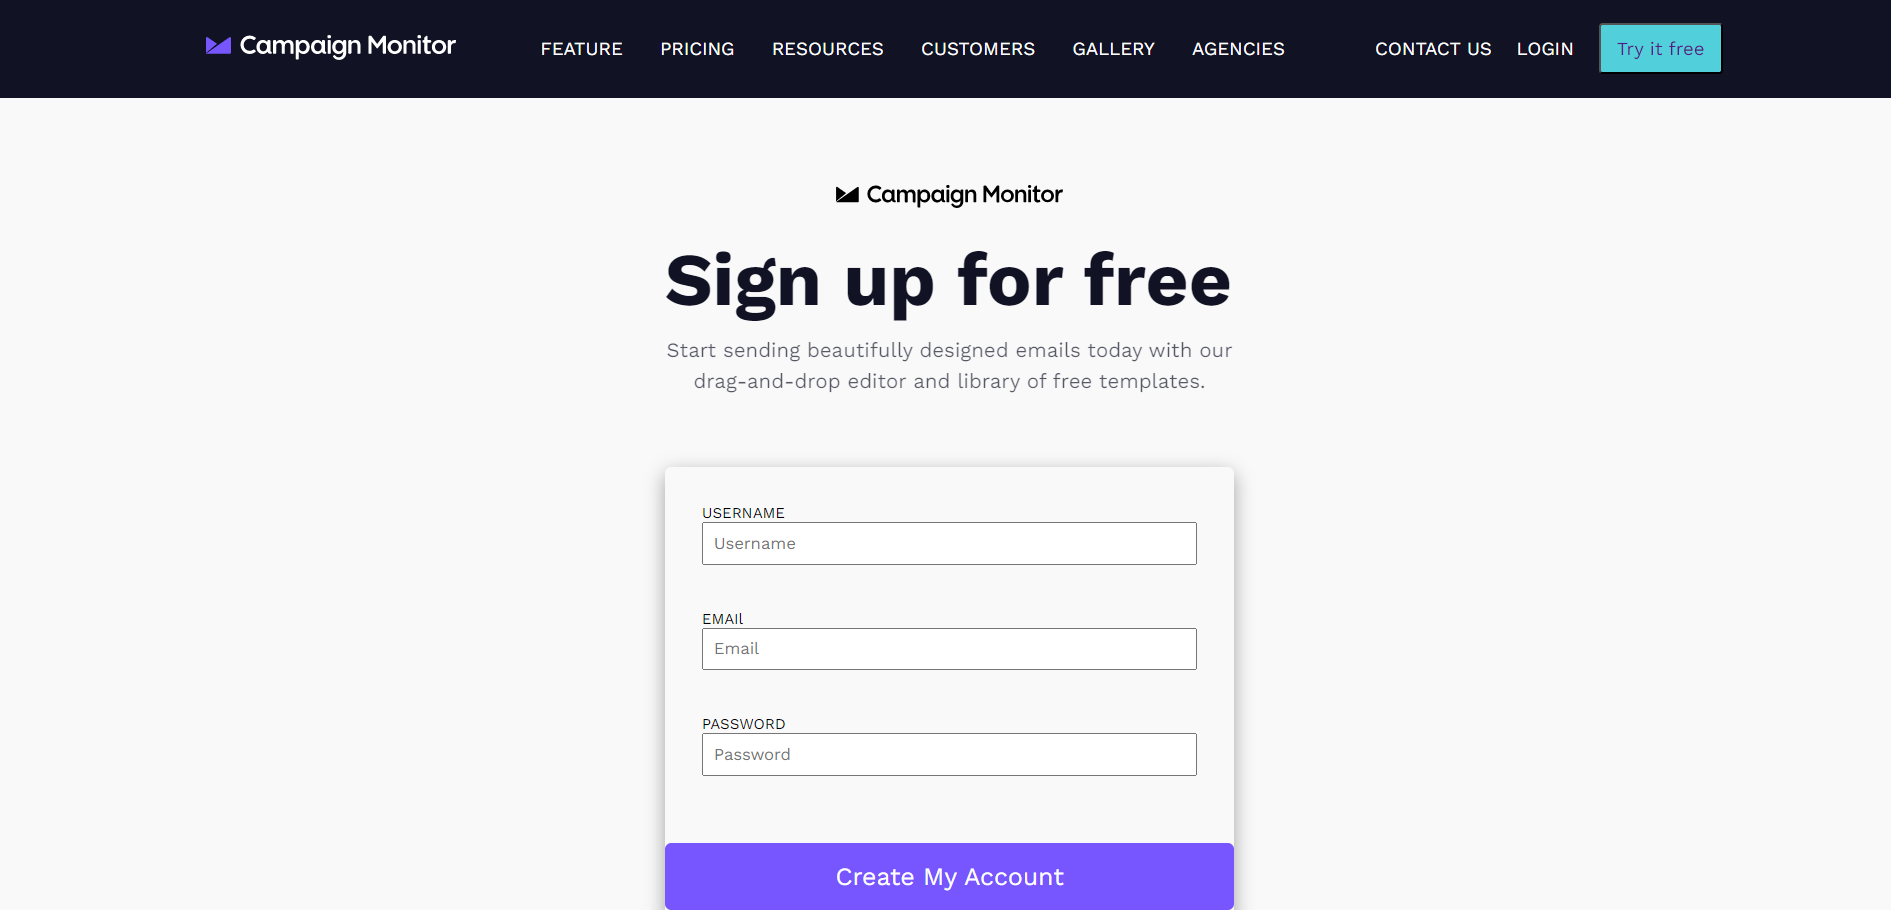 Campaign Monitor FEATURE PRICING RESOURCES CUSTOMERS GALLERY AGENCIES CONTACT US LOGIN Try it free
Campaign Monitor
Sign up for free
Start sending beautifully designed emails today with our
drag-and-drop editor and library of free templates.
USERNAME
Username
EMAIl
Email
PASSWORD
Password
Create My Account